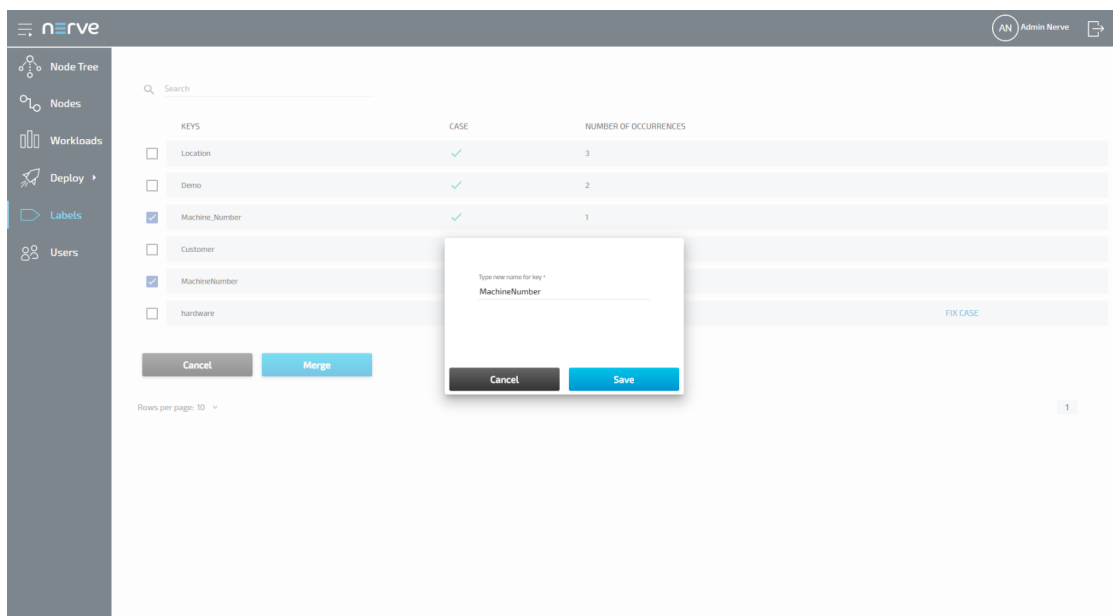 nerve
AN Admin Nerve
Node Tree
Nodes
Workloads
Deploy
Labels
Users
Search
KEYS CASE NUMBER OF OCCURRENCES
Location 3
Demo 2
Machine_Number 1
Customer
MachineNumber
hardware FIX CASE
Type new name for key *
MachineNumber
Cancel Save
Cancel Merge
Rows per page: 10 1